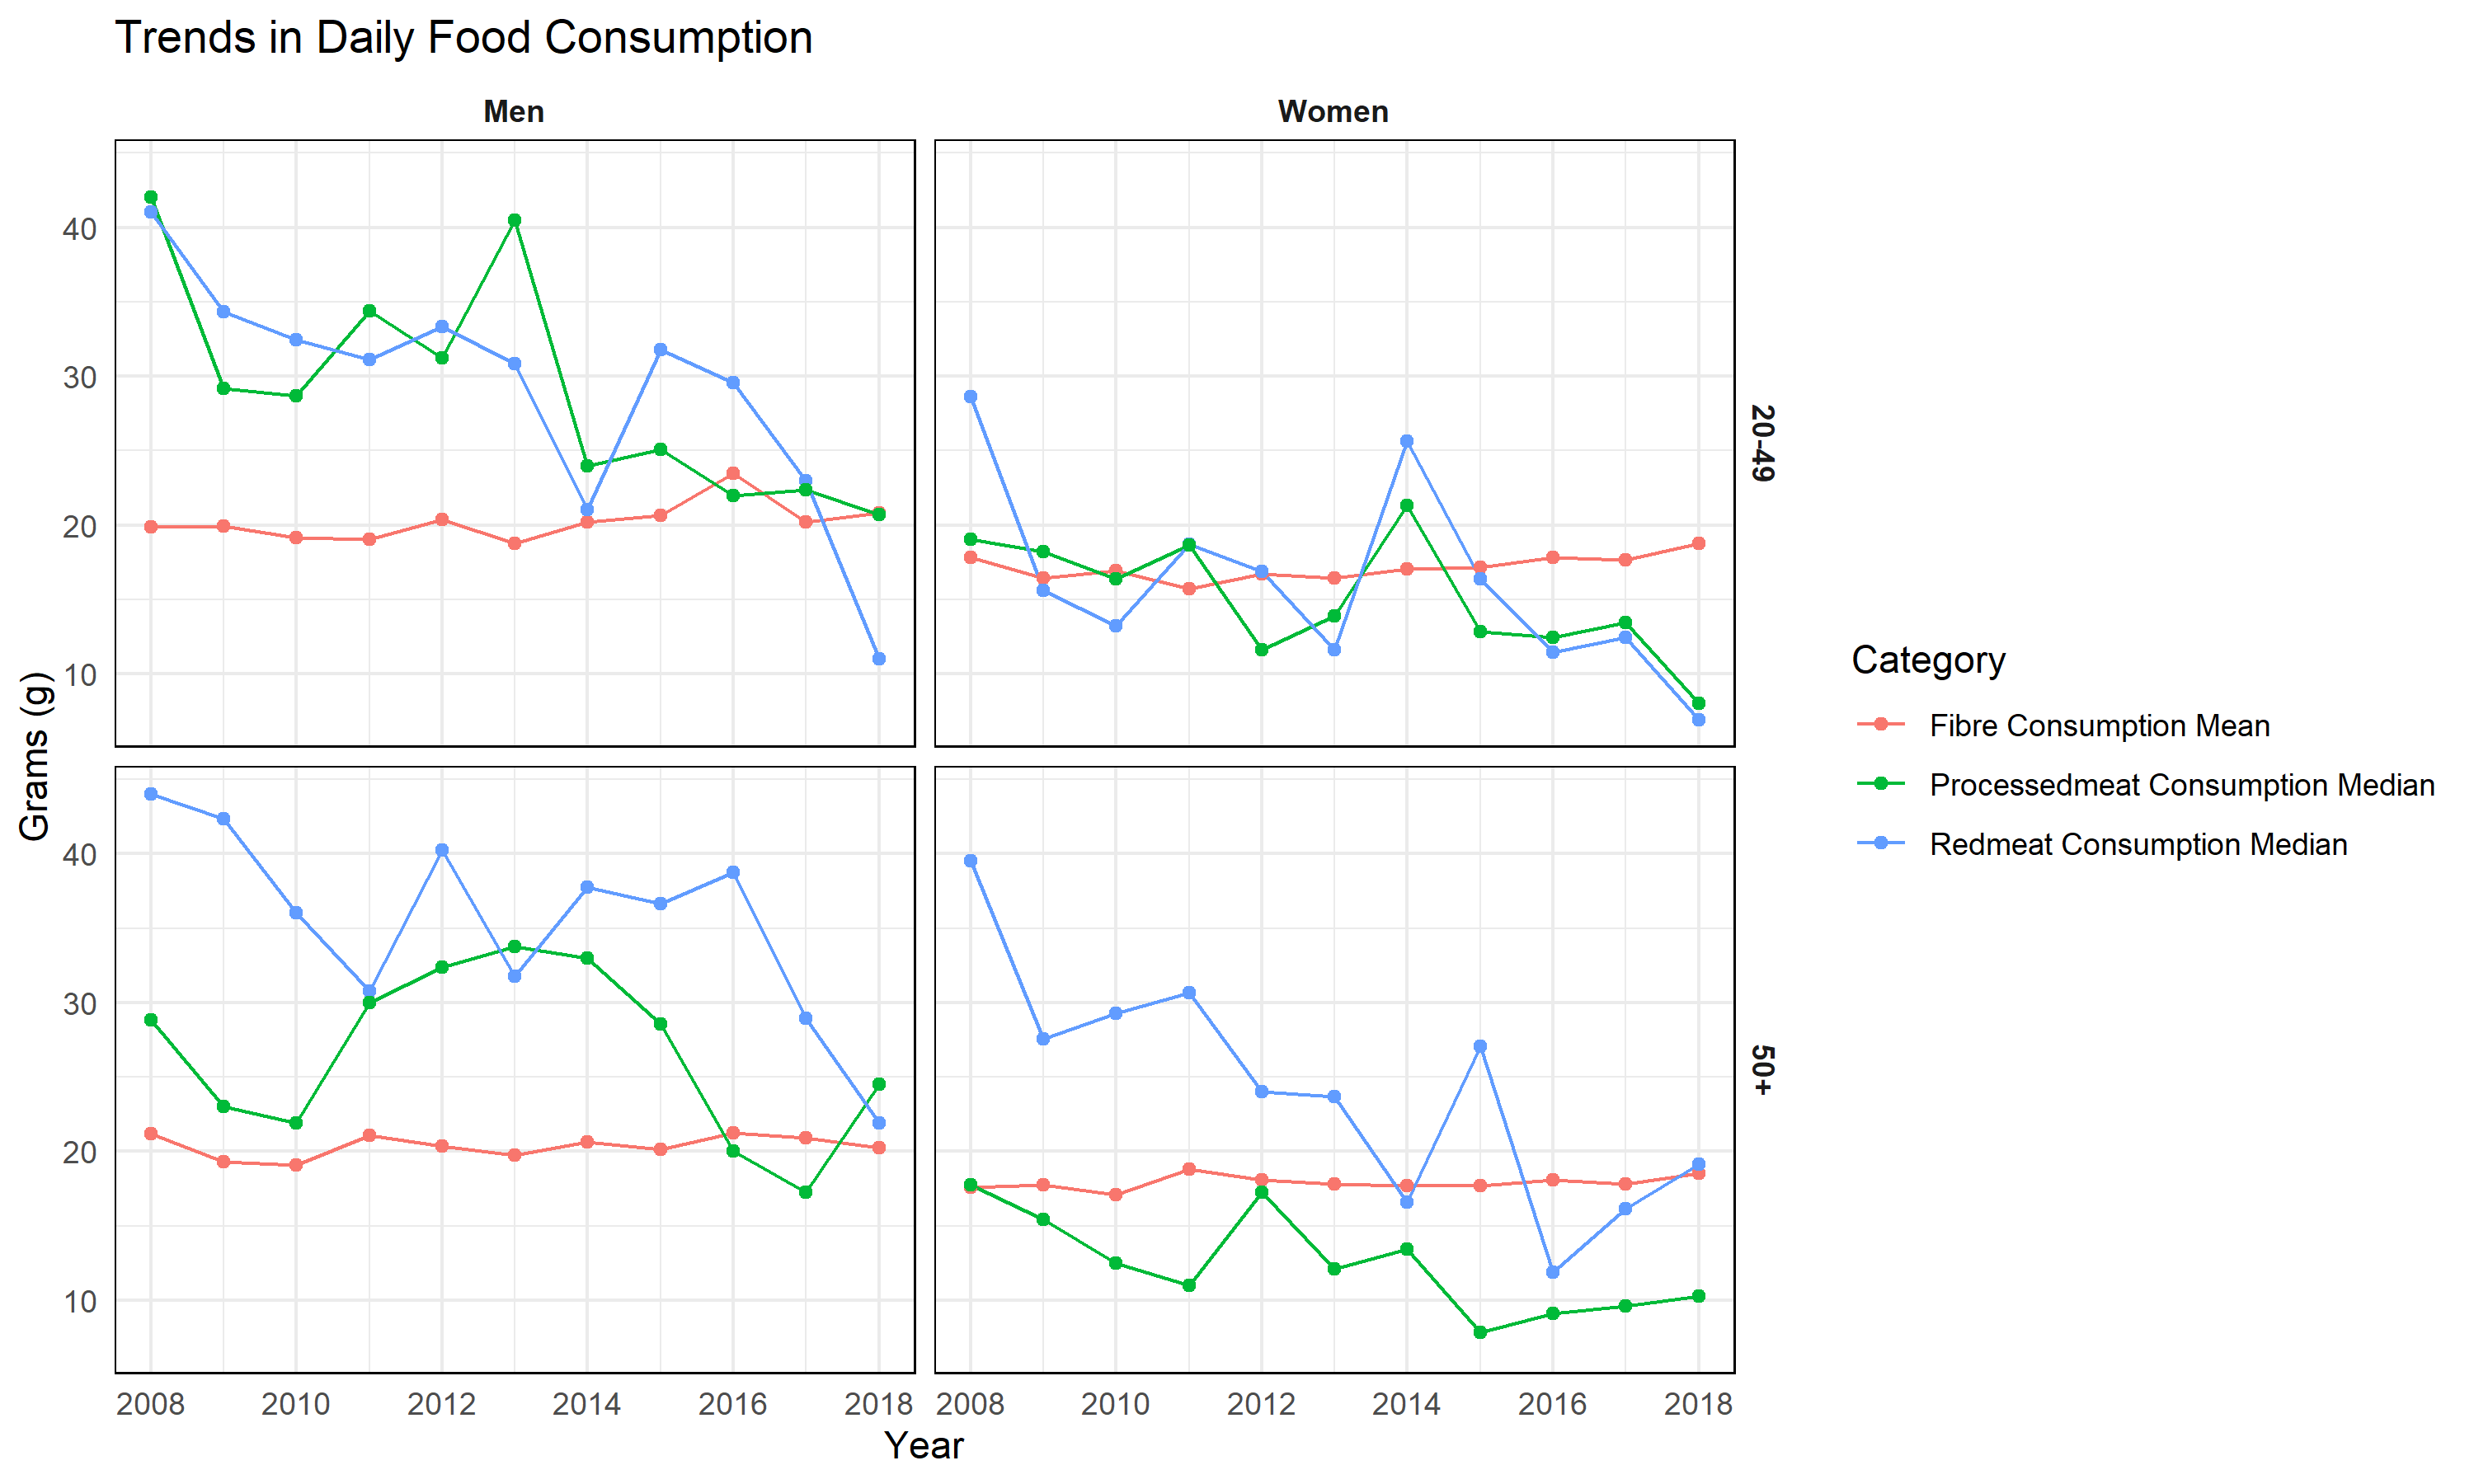 Trends in Daily Food Consumption
Men
Women
40
30
20
10
20-49
40
30
20
10
50+
2008 2010 2012 2014 2016 2018
2008 2010 2012 2014 2016 2018
Year
Grams (g)
Category
Fibre Consumption Mean
Processedmeat Consumption Median
Redmeat Consumption Median